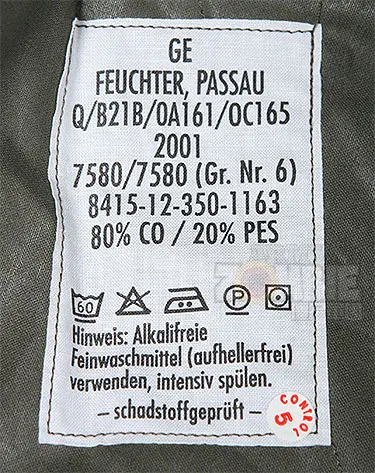 GE
FEUCHTER, PASSAU
Q/B21B/0A161/0C165
2001
7580/7580 (Gr. Nr. 6)
8415-12-350-1163
80% CO / 20% PES
60
P
Hinweis: Alkalifreie
Feinwaschmittel (aufhellerfrei)
verwenden, intensiv spülen.
– schadstoffgeprüft –
CONTROL
5